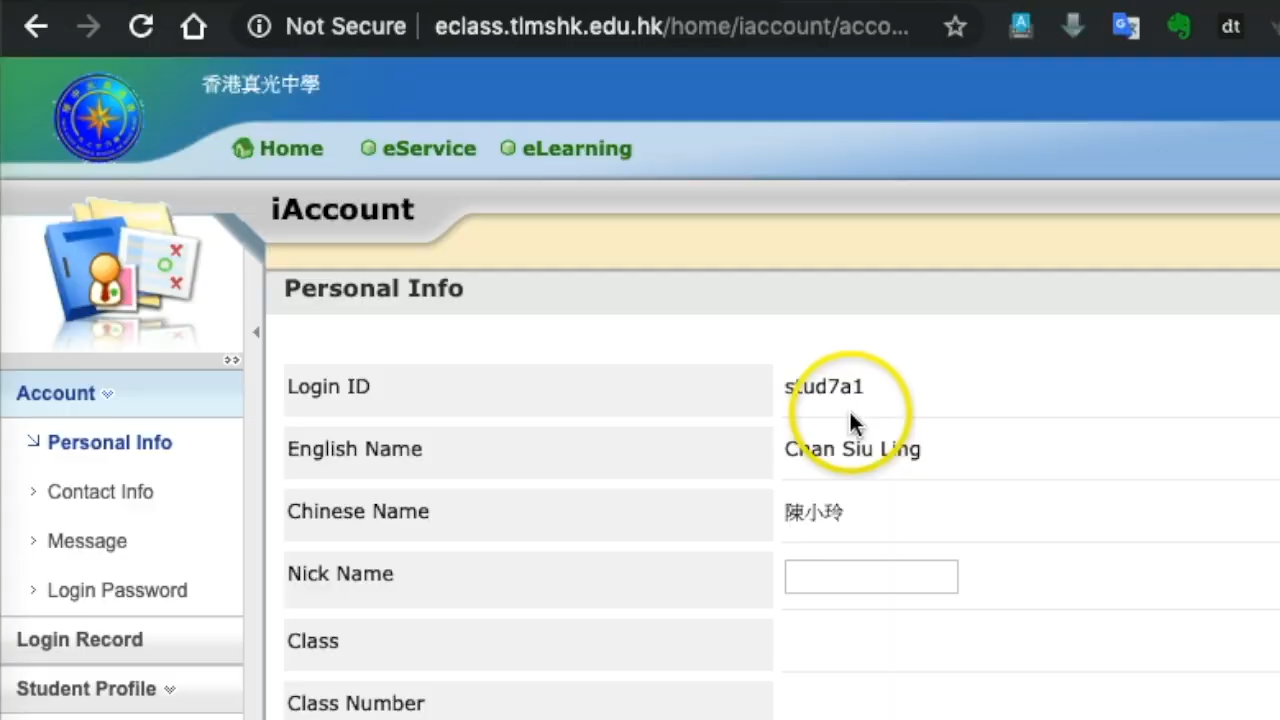 Not Secure
eclass.tlmshk.edu.hk/home/iaccount/acco...
dt
香港真光中學
Home
eService
eLearning
iAccount
Personal Info
Account
Personal Info
Contact Info
Message
Login Password
Login Record
Student Profile
Login ID stud7a1
English Name Chan Siu Ling
Chinese Name 陳小玲
Nick Name
Class
Class Number